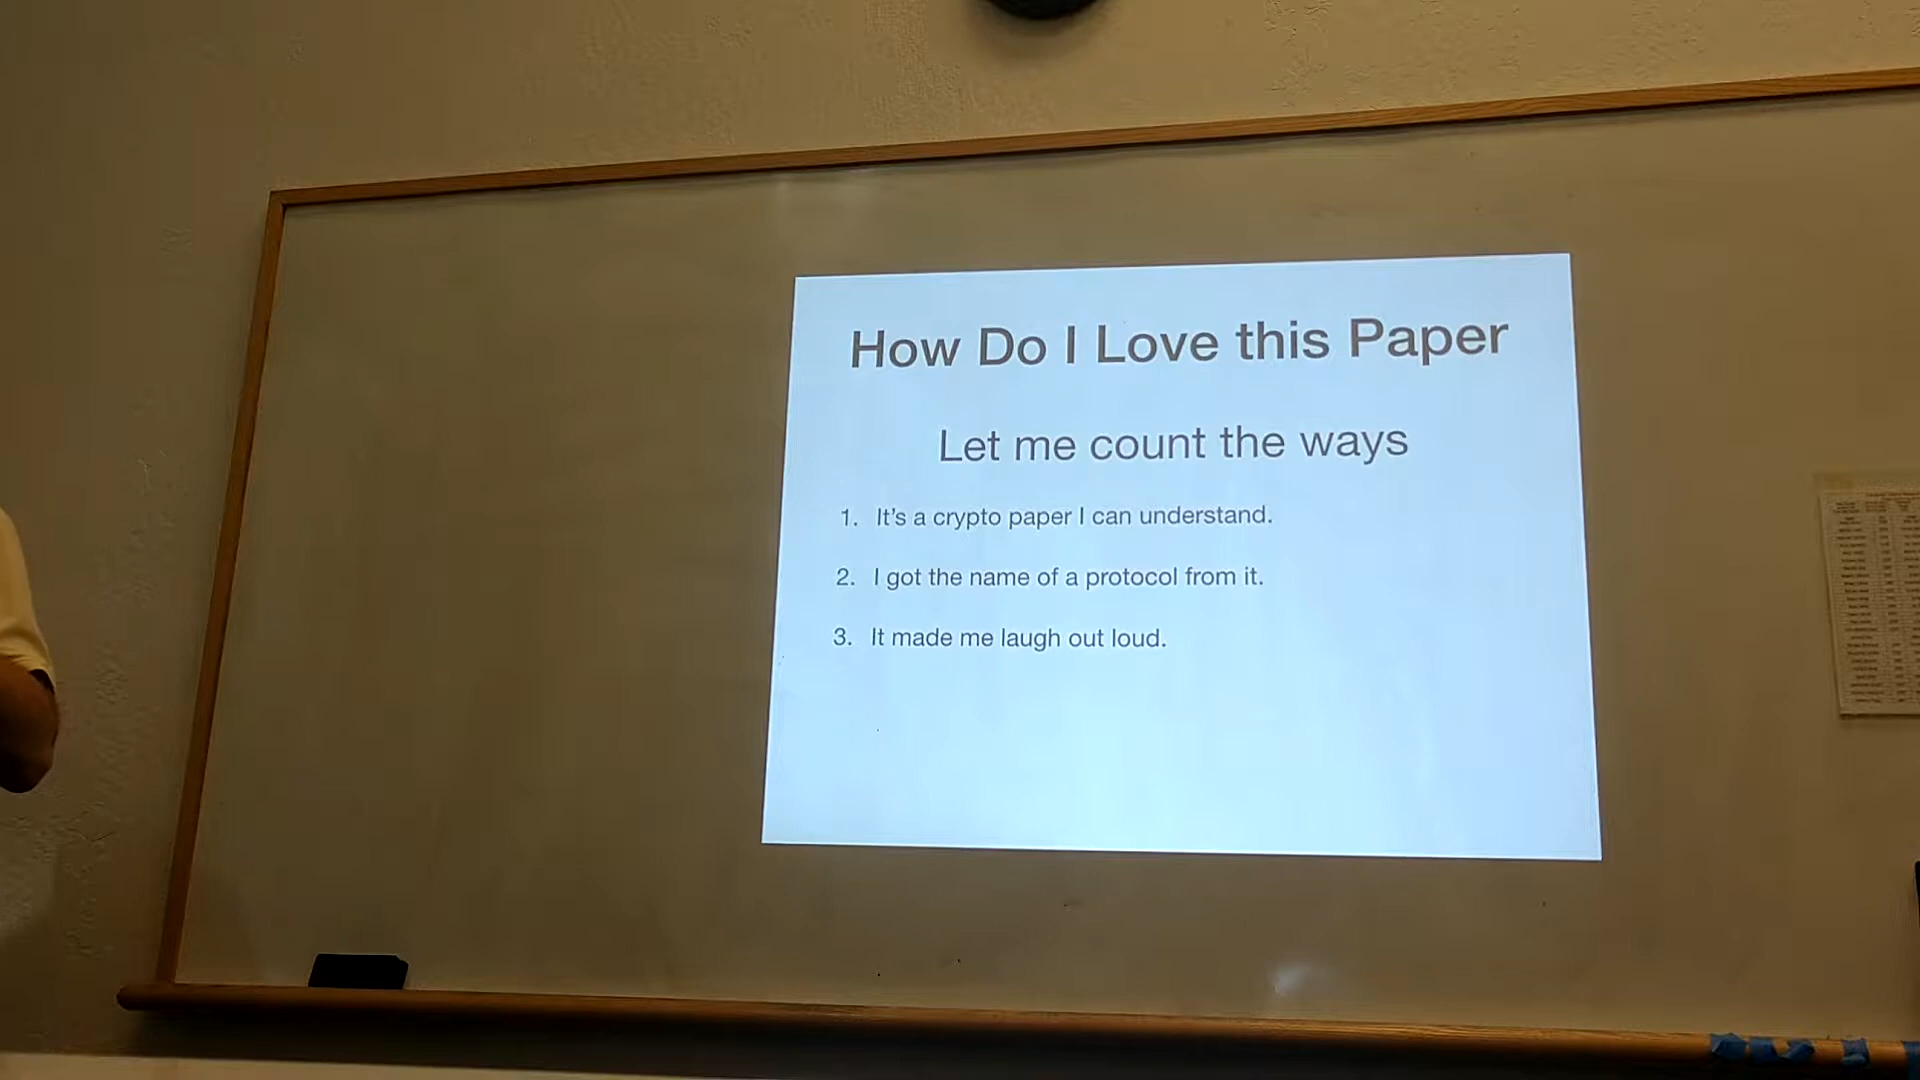 How Do I Love this Paper
Let me count the ways
1. It's a crypto paper I can understand.
2. I got the name of a protocol from it.
3. It made me laugh out loud.